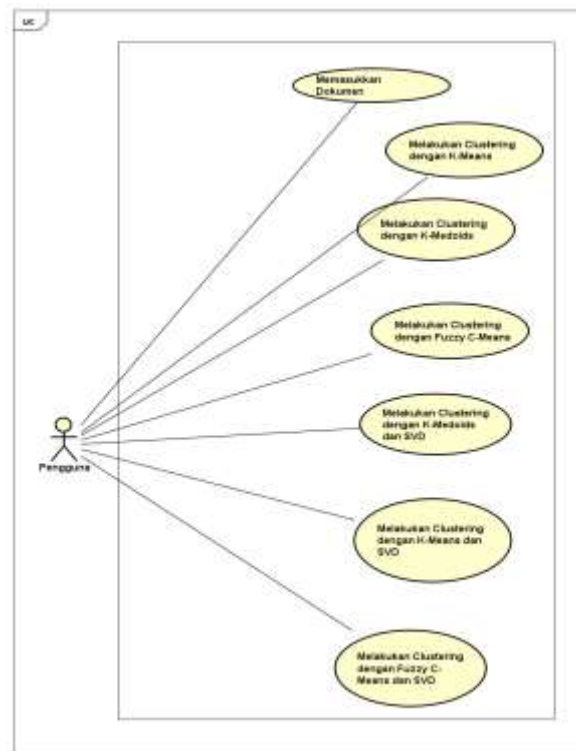 uc
Memasukkan
Dokumen
Melakukan Clustering
dengan K-Means
Melakukan Clustering
dengan K-Medoids
Melakukan Clustering
dengan Fuzzy C-Means
Melakukan Clustering
dengan K-Medoids
dan SVD
Pengguna
Melakukan Clustering
dengan K-Means dan
SVD
Melakukan Clustering
dengan Fuzzy C-
Means dan SVD